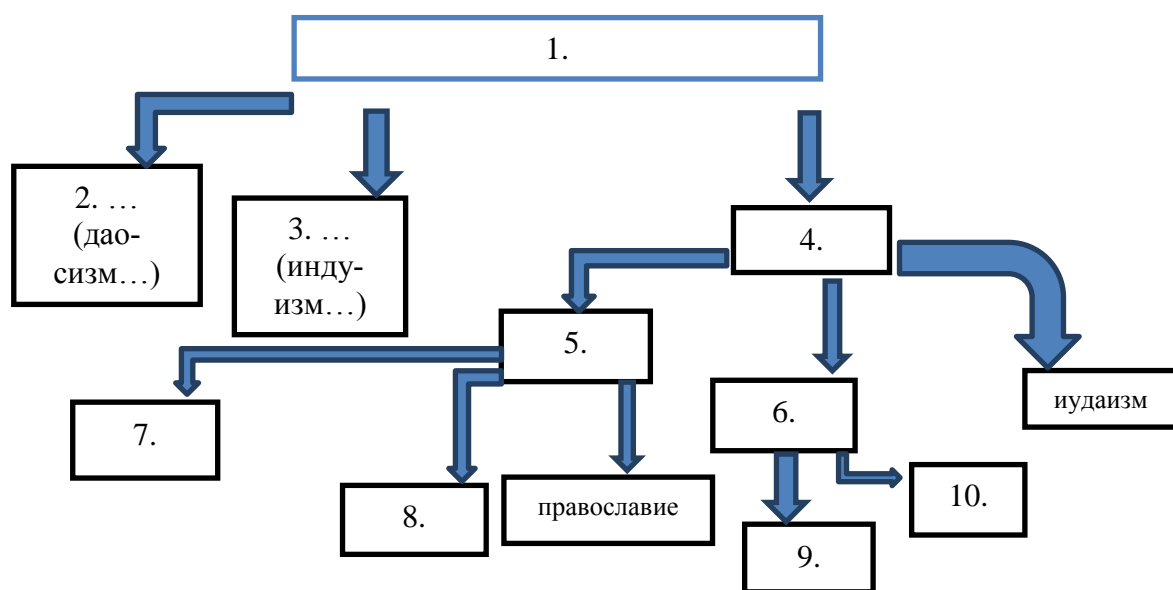 1.
2. …
(дао-
сизм…)
3. …
(инду-
изм…)
4.
5.
6.
иудаизм
7.
8.
православие
9.
10.